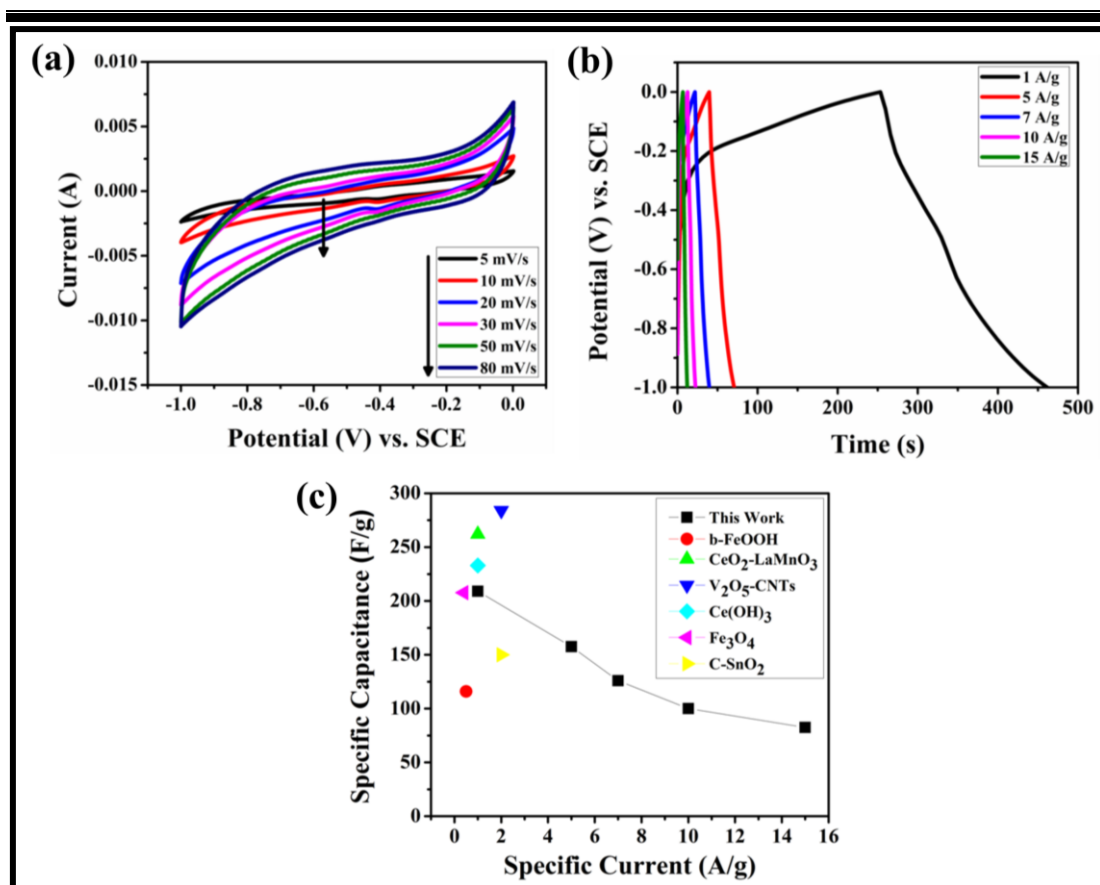 (a)
0.010
0.005
0.000
-0.005
-0.010
-0.015
Current (A)
-1.0 -0.8 -0.6 -0.4 -0.2 0.0
Potential (V) vs. SCE
5 mV/s
10 mV/s
20 mV/s
30 mV/s
50 mV/s
80 mV/s
(b)
0.0
-0.2
-0.4
-0.6
-0.8
-1.0
Potential (V) vs. SCE
0 100 200 300 400 500
Time (s)
1 A/g
5 A/g
7 A/g
10 A/g
15 A/g
(c)
300
250
200
150
100
50
0
Specific Capacitance (F/g)
0 2 4 6 8 10 12 14 16
Specific Current (A/g)
This Work
b-FeOOH
CeO2-LaMnO3
V2O5-CNTs
Ce(OH)3
Fe3O4
C-SnO2